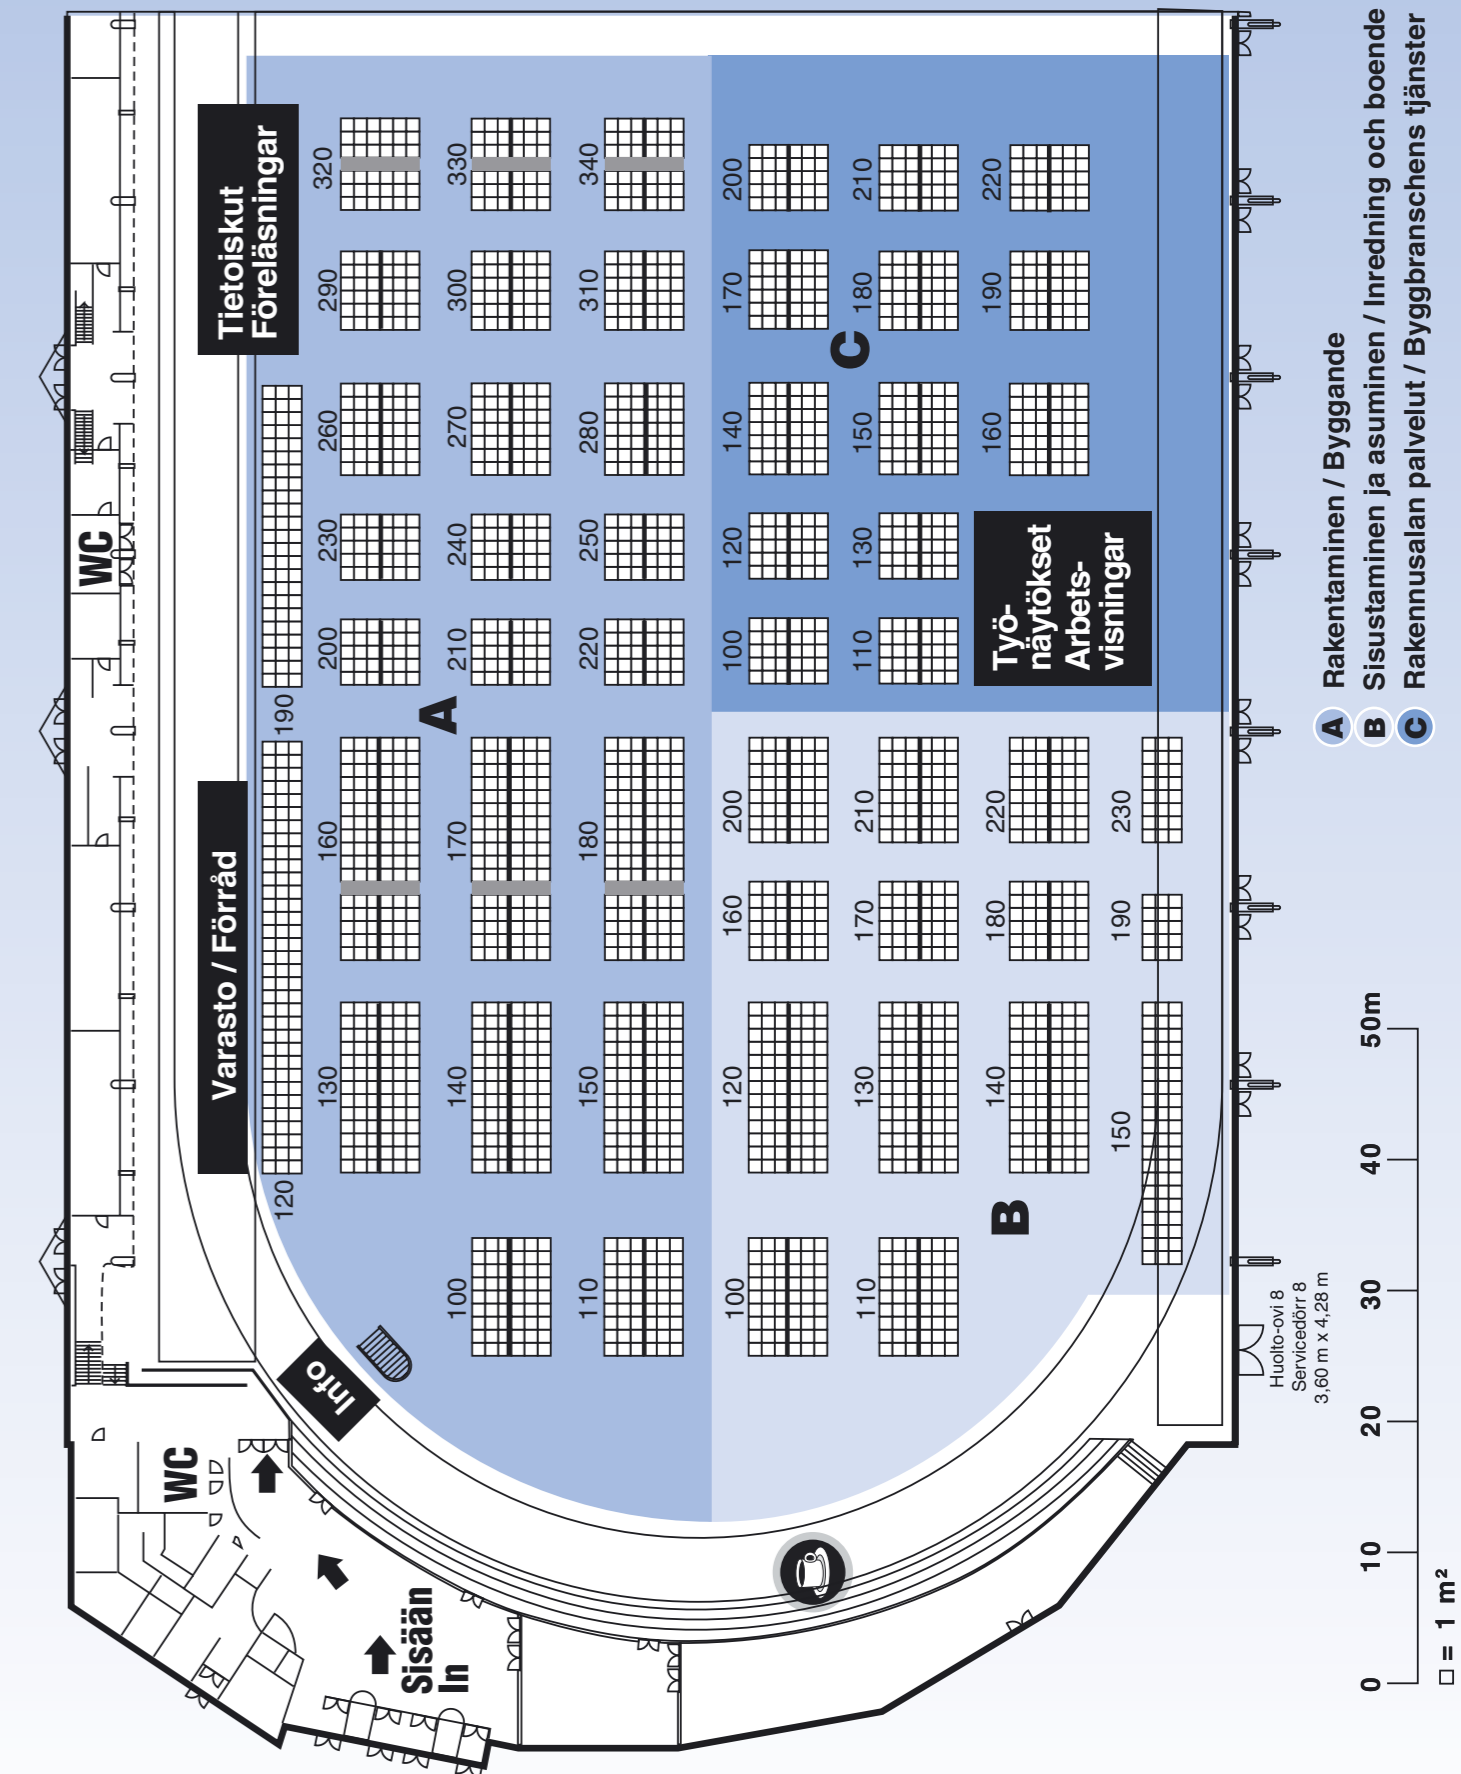 WC
WC
Varasto / Förråd
Tietoiskut
Föreläsningar
120 190
Info
130 160 200 230 260 290 320
Sisään
In
A
100 140 170 210 240 270 300 330
110 150 180 220 250 280 310 340
100 120 160 200 100 120 140 170 200
C
110 130 170 210 110 130 150 180 210
B
140 180 220 160 190 220
Työ-
näytökset
Arbets-
visningar
150 190 230
Huolto-ovi 8
Servicedörr 8
3,60 m x 4,28 m
A Rakentaminen / Byggande
B Sisustaminen ja asuminen / Inredning och boende
C Rakennusalan palvelut / Byggbranschens tjänster
0 10 20 30 40 50m
□ = 1 m²